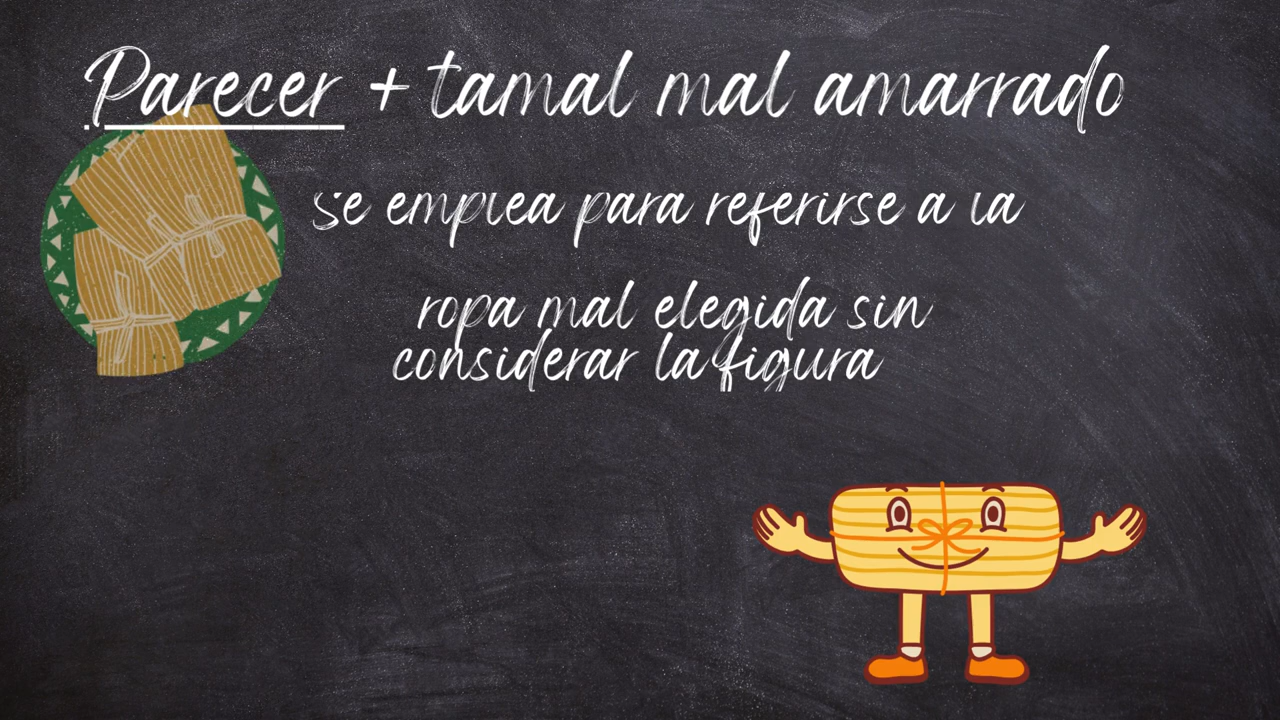 Parecer + tamal mal amarrado
se emplea para referirse a la
ropa mal elegida sin
considerar la figura